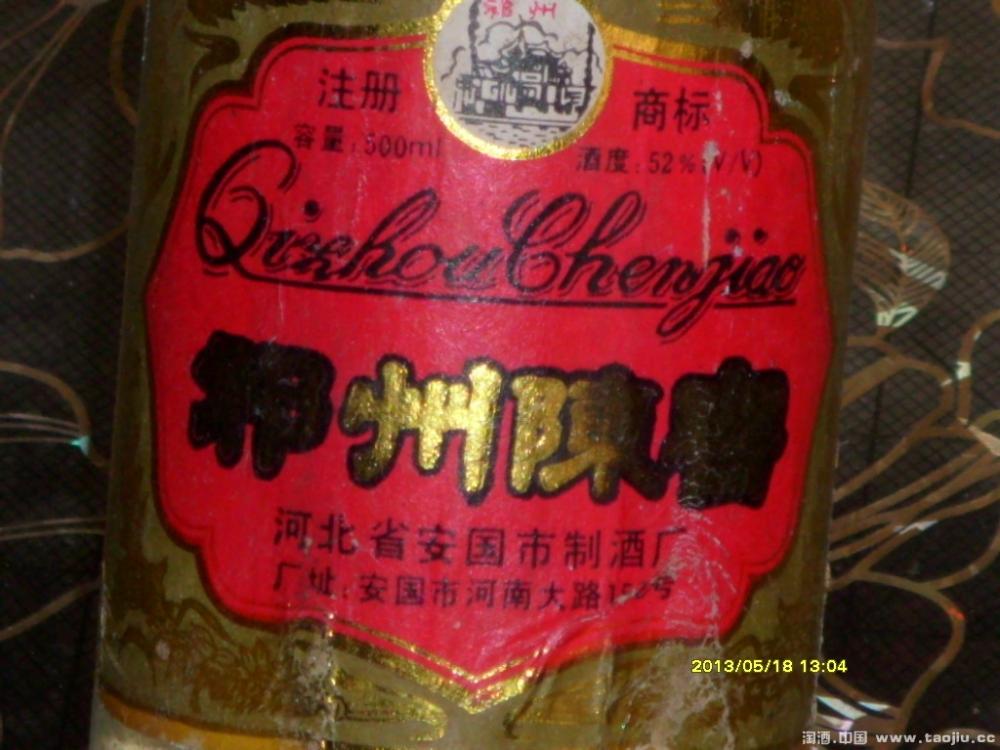 注册
商标
容量:500ml
酒度:52%(V/V)
Qizhou Chenjiao
祁州陳窖
河北省安国市制酒厂
厂址:安国市河南大路
2013/05/18 13:04
淘酒.中国 www.taojiu.cc